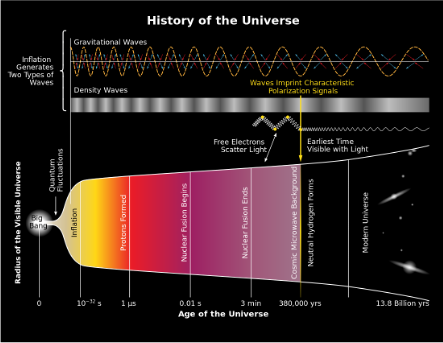 History of the Universe
Gravitational Waves
Inflation
Generates
Two Types of
Waves
Waves Imprint Characteristic
Polarization Signals
Density Waves
Free Electrons
Scatter Light
Earliest Time
Visible with Light
Radius of the Visible Universe
Quantum
Fluctuations
Big
Bang
Inflation
Protons Formed
Nuclear Fusion Begins
Nuclear Fusion Ends
Cosmic Microwave Background
Neutral Hydrogen Forms
Modern Universe
0
10⁻³² s
1 µs
0.01 s
3 min
380,000 yrs
13.8 Billion yrs
Age of the Universe